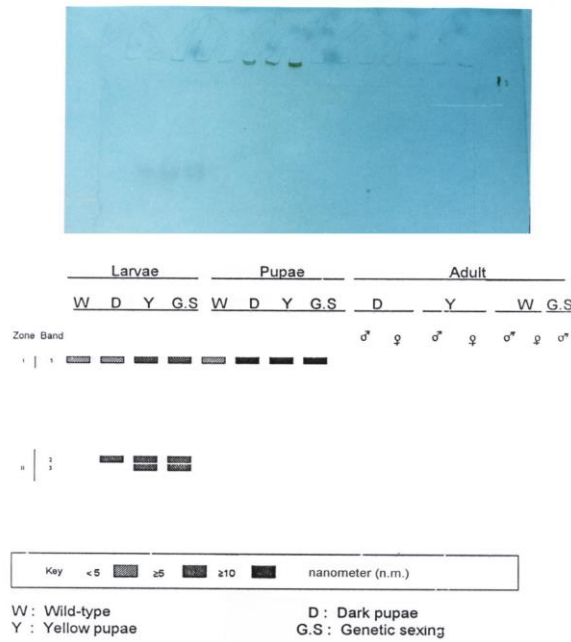 Larvae Pupae Adult
W D Y G.S W D Y G.S D Y W G.S
Zone Band ♂ ♀ ♂ ♀ ♂ ♀ ♂
I 1
2
II 3
Key <5 ≥5 ≥10 nanometer (n.m.)
W : Wild-type D : Dark pupae
Y : Yellow pupae G.S : Genetic sexing